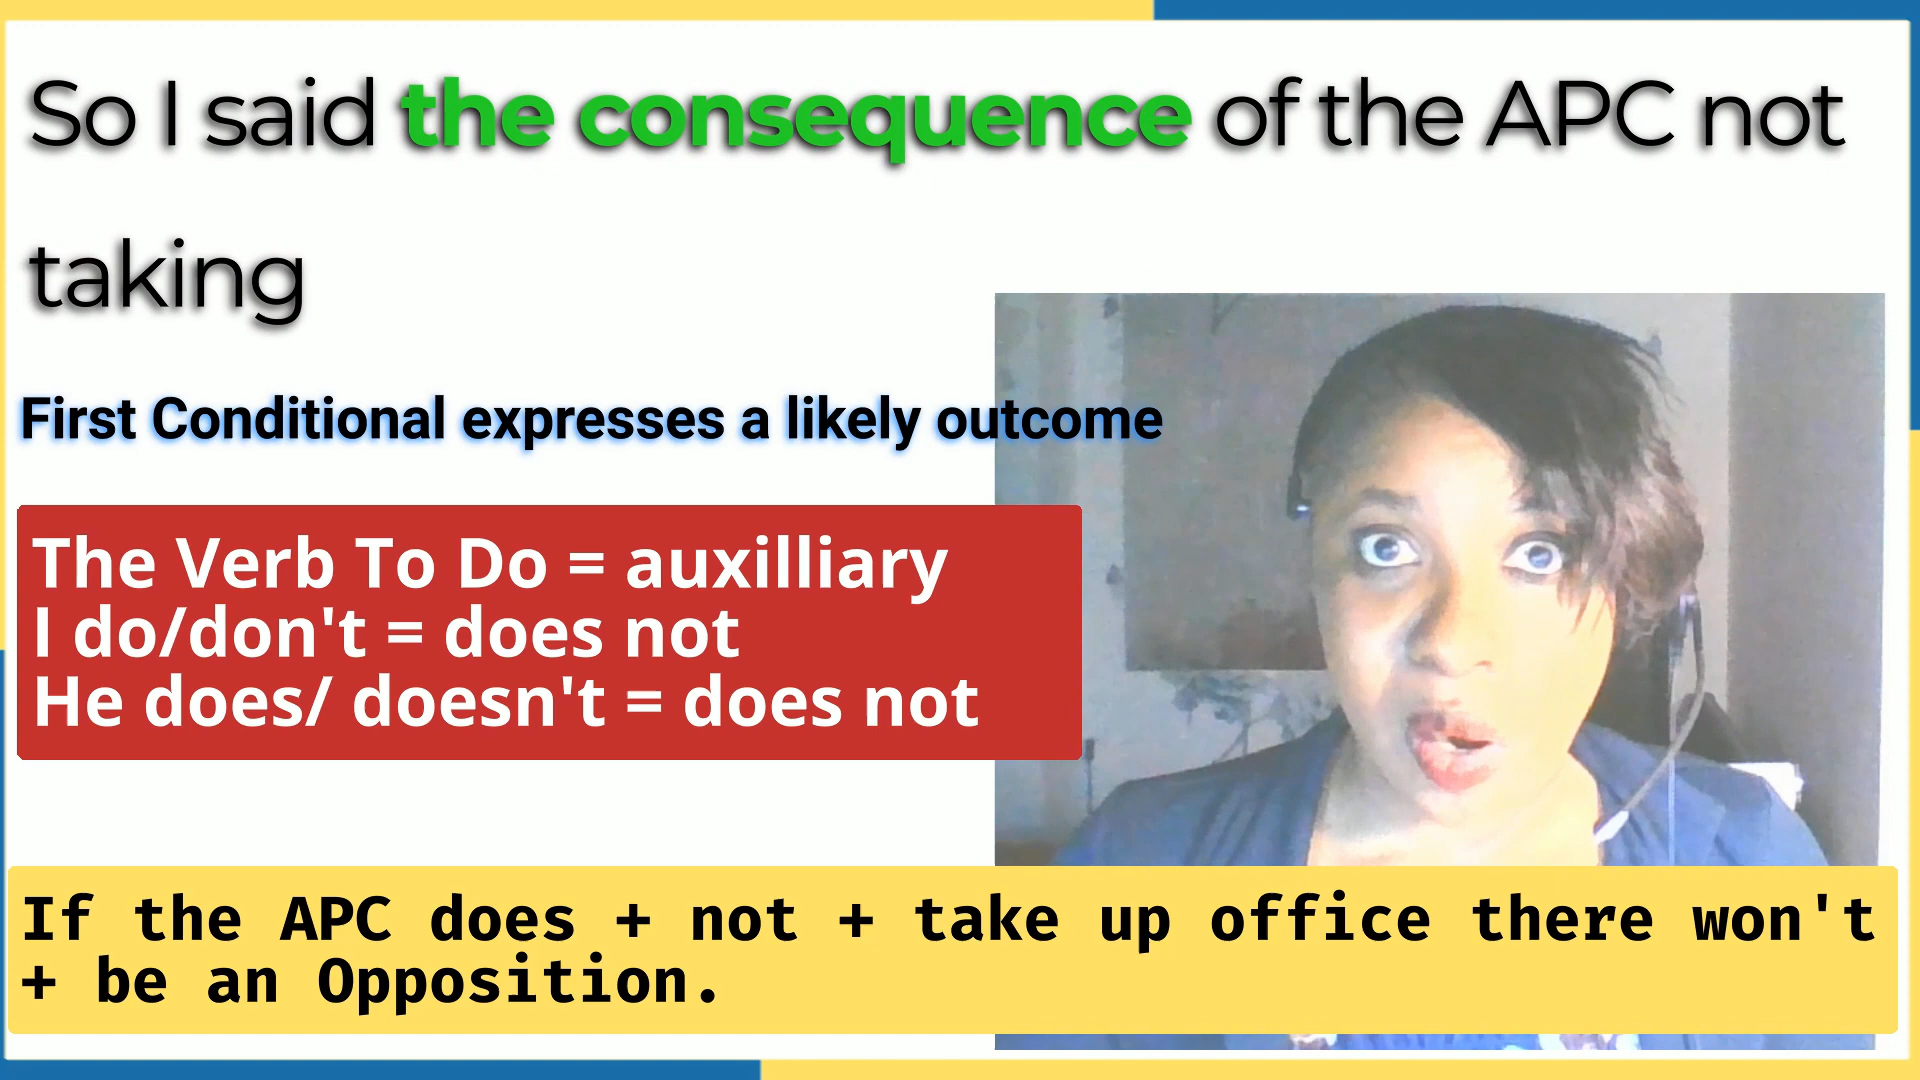 So I said the consequence of the APC not
taking
First Conditional expresses a likely outcome
The Verb To Do = auxilliary
I do/don't = does not
He does/ doesn't = does not
If the APC does + not + take up office there won't
+ be an Opposition.